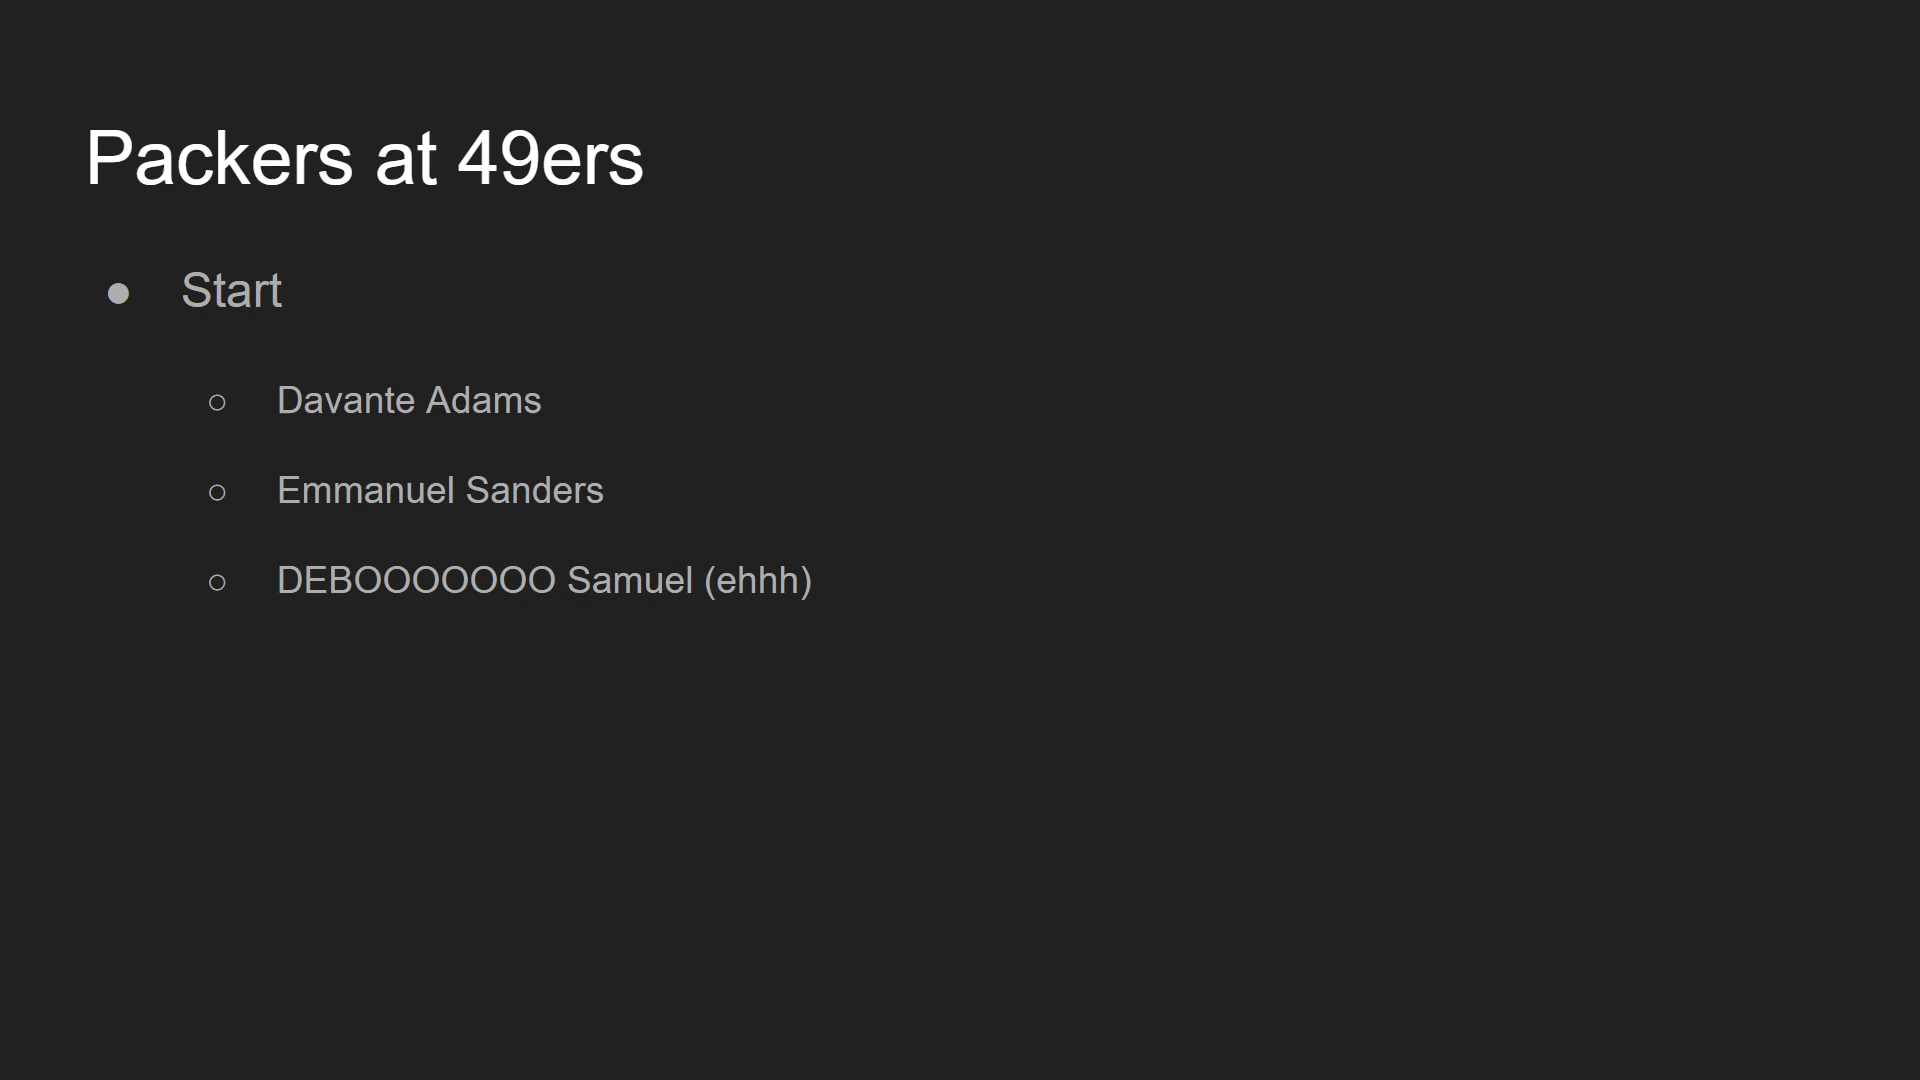 Packers at 49ers
● Start
○ Davante Adams
○ Emmanuel Sanders
○ DEBOOOOOOO Samuel (ehhh)